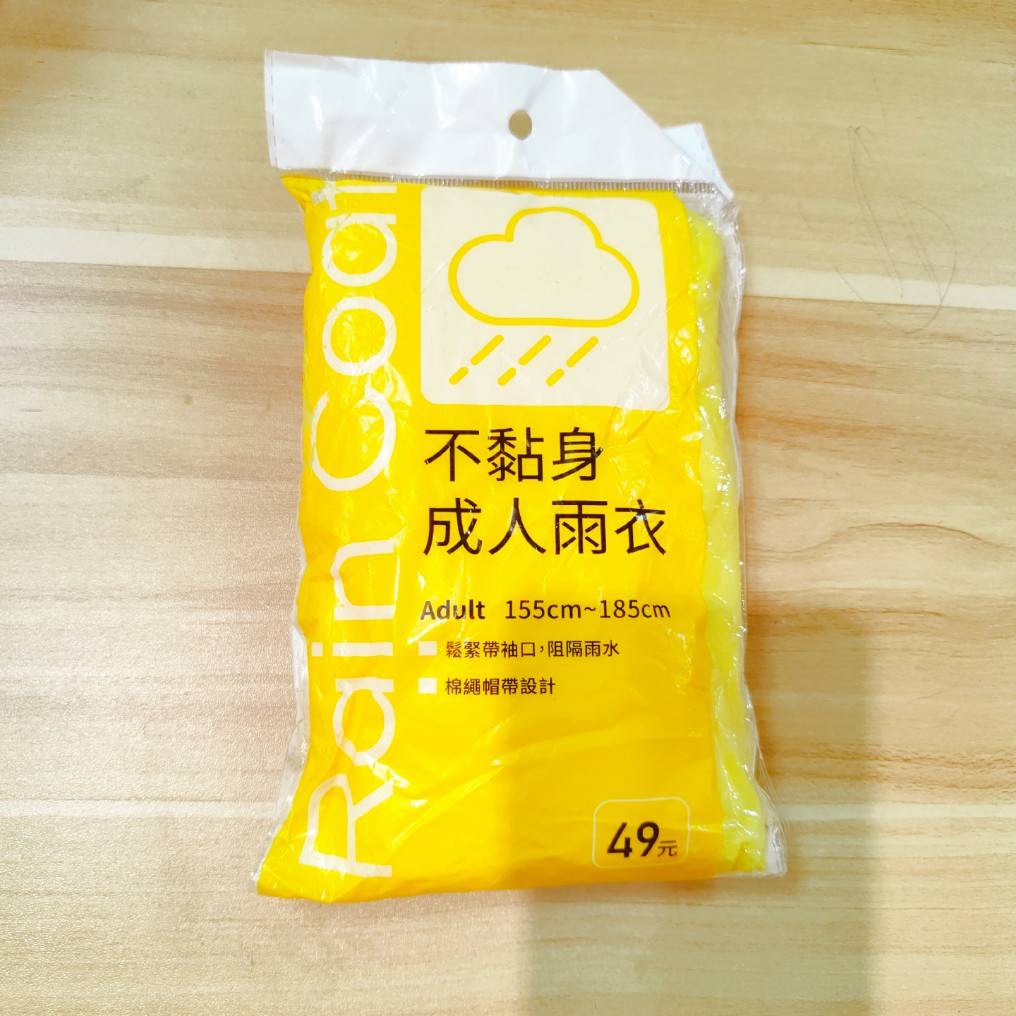 Rain Coat
不黏身
成人雨衣
Adult 155cm~185cm
鬆緊帶袖口，阻隔雨水
棉繩帽帶設計
49元